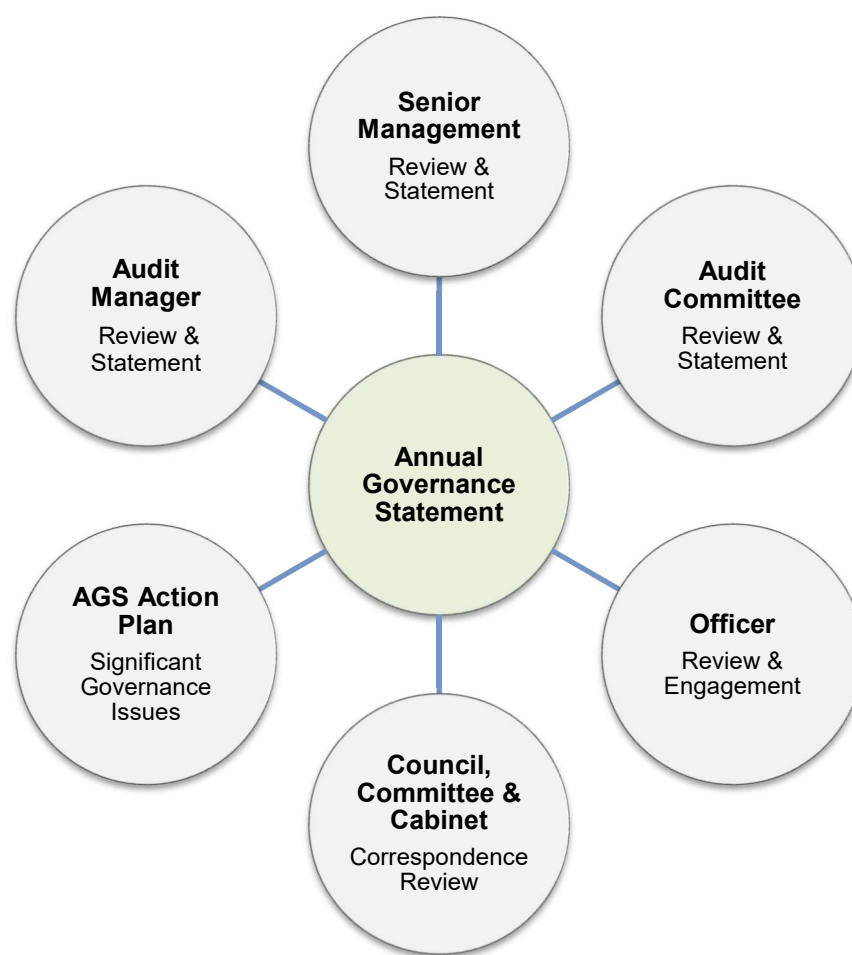 Senior
Management
Review &
Statement
Audit
Manager
Review &
Statement
Audit
Committee
Review &
Statement
Annual
Governance
Statement
AGS Action
Plan
Significant
Governance
Issues
Officer
Review &
Engagement
Council,
Committee &
Cabinet
Correspondence
Review